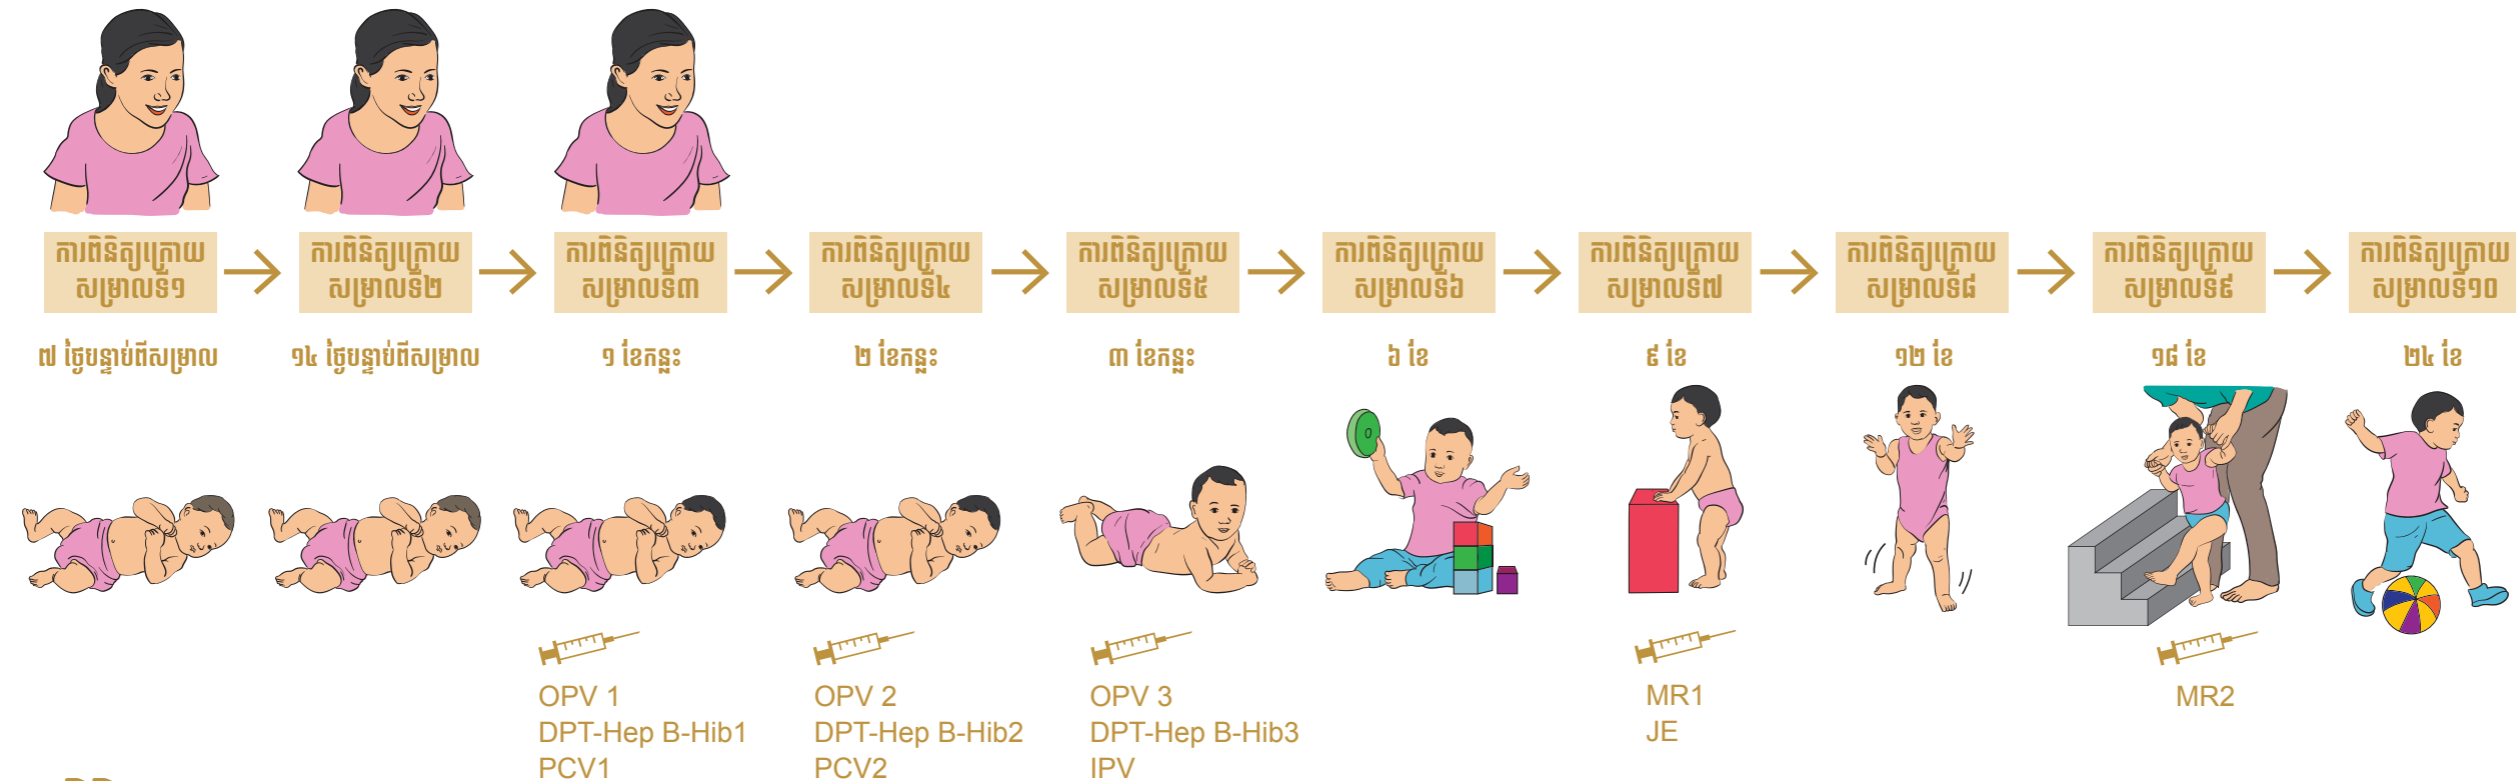 ការពិនិត្យក្រោយ
សម្រាលទី១
ការពិនិត្យក្រោយ
សម្រាលទី២
ការពិនិត្យក្រោយ
សម្រាលទី៣
ការពិនិត្យក្រោយ
សម្រាលទី៤
ការពិនិត្យក្រោយ
សម្រាលទី៥
ការពិនិត្យក្រោយ
សម្រាលទី៦
ការពិនិត្យក្រោយ
សម្រាលទី៧
ការពិនិត្យក្រោយ
សម្រាលទី៨
ការពិនិត្យក្រោយ
សម្រាលទី៩
ការពិនិត្យក្រោយ
សម្រាលទី១០
៧ ថ្ងៃបន្ទាប់ពីសម្រាល
១៤ ថ្ងៃបន្ទាប់ពីសម្រាល
១ ខែកន្លះ
២ ខែកន្លះ
៣ ខែកន្លះ
៦ ខែ
៩ ខែ
១២ ខែ
១៨ ខែ
២៤ ខែ
OPV 1
DPT-Hep B-Hib1
PCV1
OPV 2
DPT-Hep B-Hib2
PCV2
OPV 3
DPT-Hep B-Hib3
IPV
MR1
JE
MR2